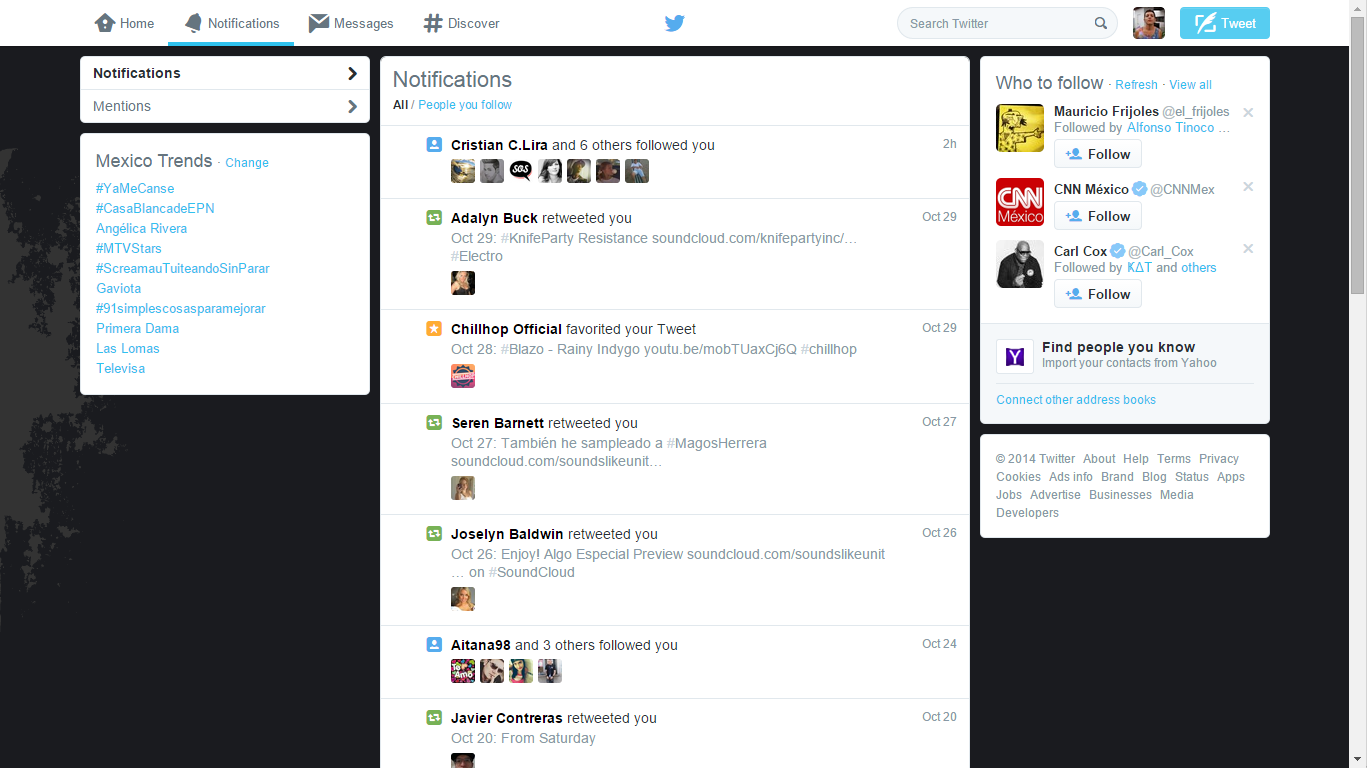 Home Notifications Messages Discover Search Twitter Tweet
Notifications
Mentions
Mexico Trends · Change
#YaMeCanse
#CasaBlancadeEPN
Angélica Rivera
#MTVStars
#ScreamauTuiteandoSinParar
Gaviota
#91simplescosasparamejorar
Primera Dama
Las Lomas
Televisa
Notifications
All / People you follow
Cristian C.Lira and 6 others followed you 2h
SOS
Adalyn Buck retweeted you Oct 29
Oct 29: #KnifeParty Resistance soundcloud.com/knifepartyinc/…
#Electro
Chillhop Official favorited your Tweet Oct 29
Oct 28: #Blazo - Rainy Indygo youtu.be/mobTUaxCj6Q #chillhop
Seren Barnett retweeted you Oct 27
Oct 27: También he sampleado a #MagosHerrera
soundcloud.com/soundslikeunit…
Joselyn Baldwin retweeted you Oct 26
Oct 26: Enjoy! Algo Especial Preview soundcloud.com/soundslikeunit
… on #SoundCloud
Aitana98 and 3 others followed you Oct 24
Javier Contreras retweeted you Oct 20
Oct 20: From Saturday
Who to follow · Refresh · View all
Mauricio Frijoles @el_frijoles
Followed by Alfonso Tinoco ...
Follow
CNN México @CNNMex
CNN
México
Follow
Carl Cox @Carl_Cox
Followed by ҜΔT and others
Follow
Find people you know
Import your contacts from Yahoo
Connect other address books
© 2014 Twitter About Help Terms Privacy
Cookies Ads info Brand Blog Status Apps
Jobs Advertise Businesses Media
Developers